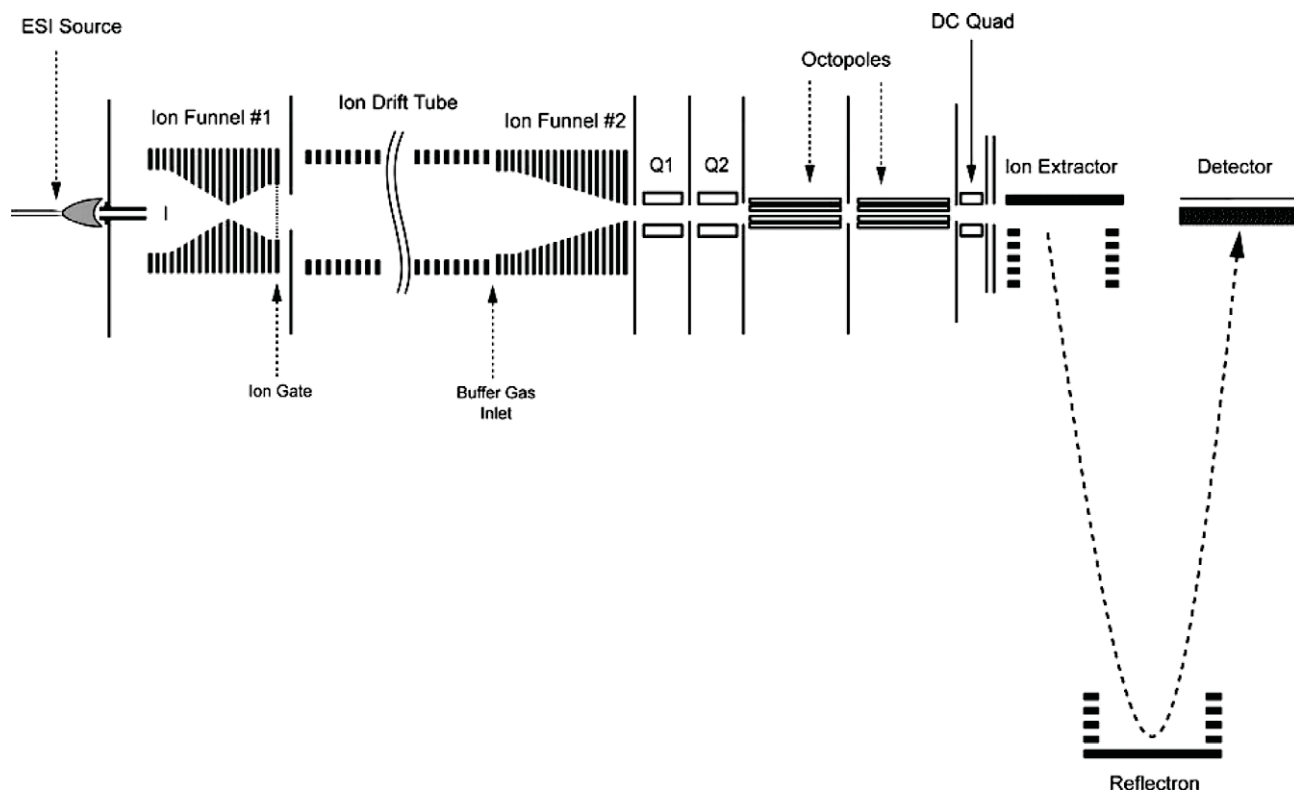 ESI Source
DC Quad
Octopoles
Ion Drift Tube
Ion Funnel #1
Ion Funnel #2
Q1
Q2
Ion Extractor
Detector
Ion Gate
Buffer Gas
Inlet
Reflectron